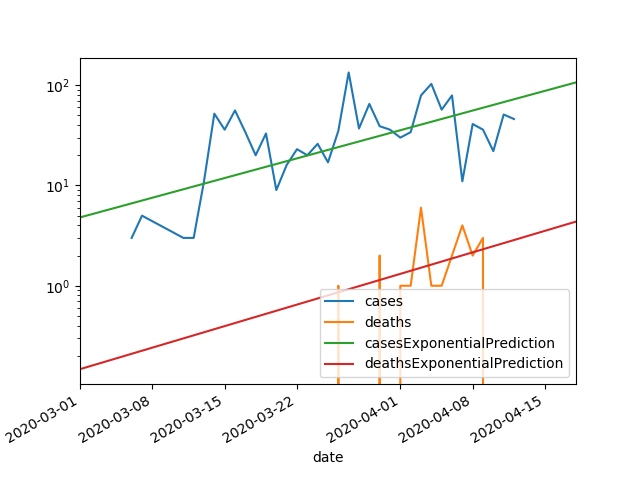 10²
10¹
10⁰
2020-03-01
2020-03-08
2020-03-15
2020-03-22
2020-04-01
2020-04-08
2020-04-15
date
cases
deaths
casesExponentialPrediction
deathsExponentialPrediction